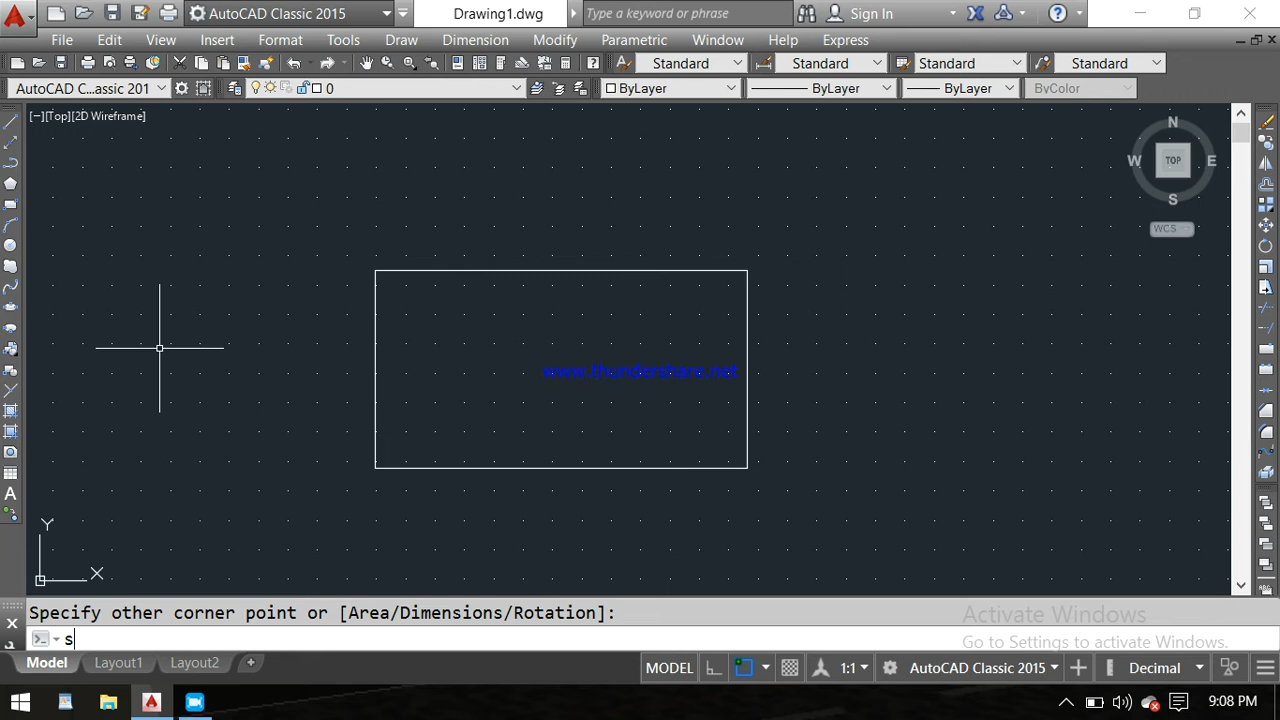 AutoCAD Classic 2015
Drawing1.dwg
Type a keyword or phrase
Sign In
File Edit View Insert Format Tools Draw Dimension Modify Parametric Window Help Express
Standard Standard Standard Standard
AutoCAD C...assic 201
0
ByLayer ByLayer ByLayer ByColor
[−][Top][2D Wireframe]
N
W TOP E
S
WCS
www.thundershare.net
Y
X
Specify other corner point or [Area/Dimensions/Rotation]:
s
Activate Windows
Go to Settings to activate Windows.
Model Layout1 Layout2
MODEL 1:1 AutoCAD Classic 2015 Decimal
9:08 PM